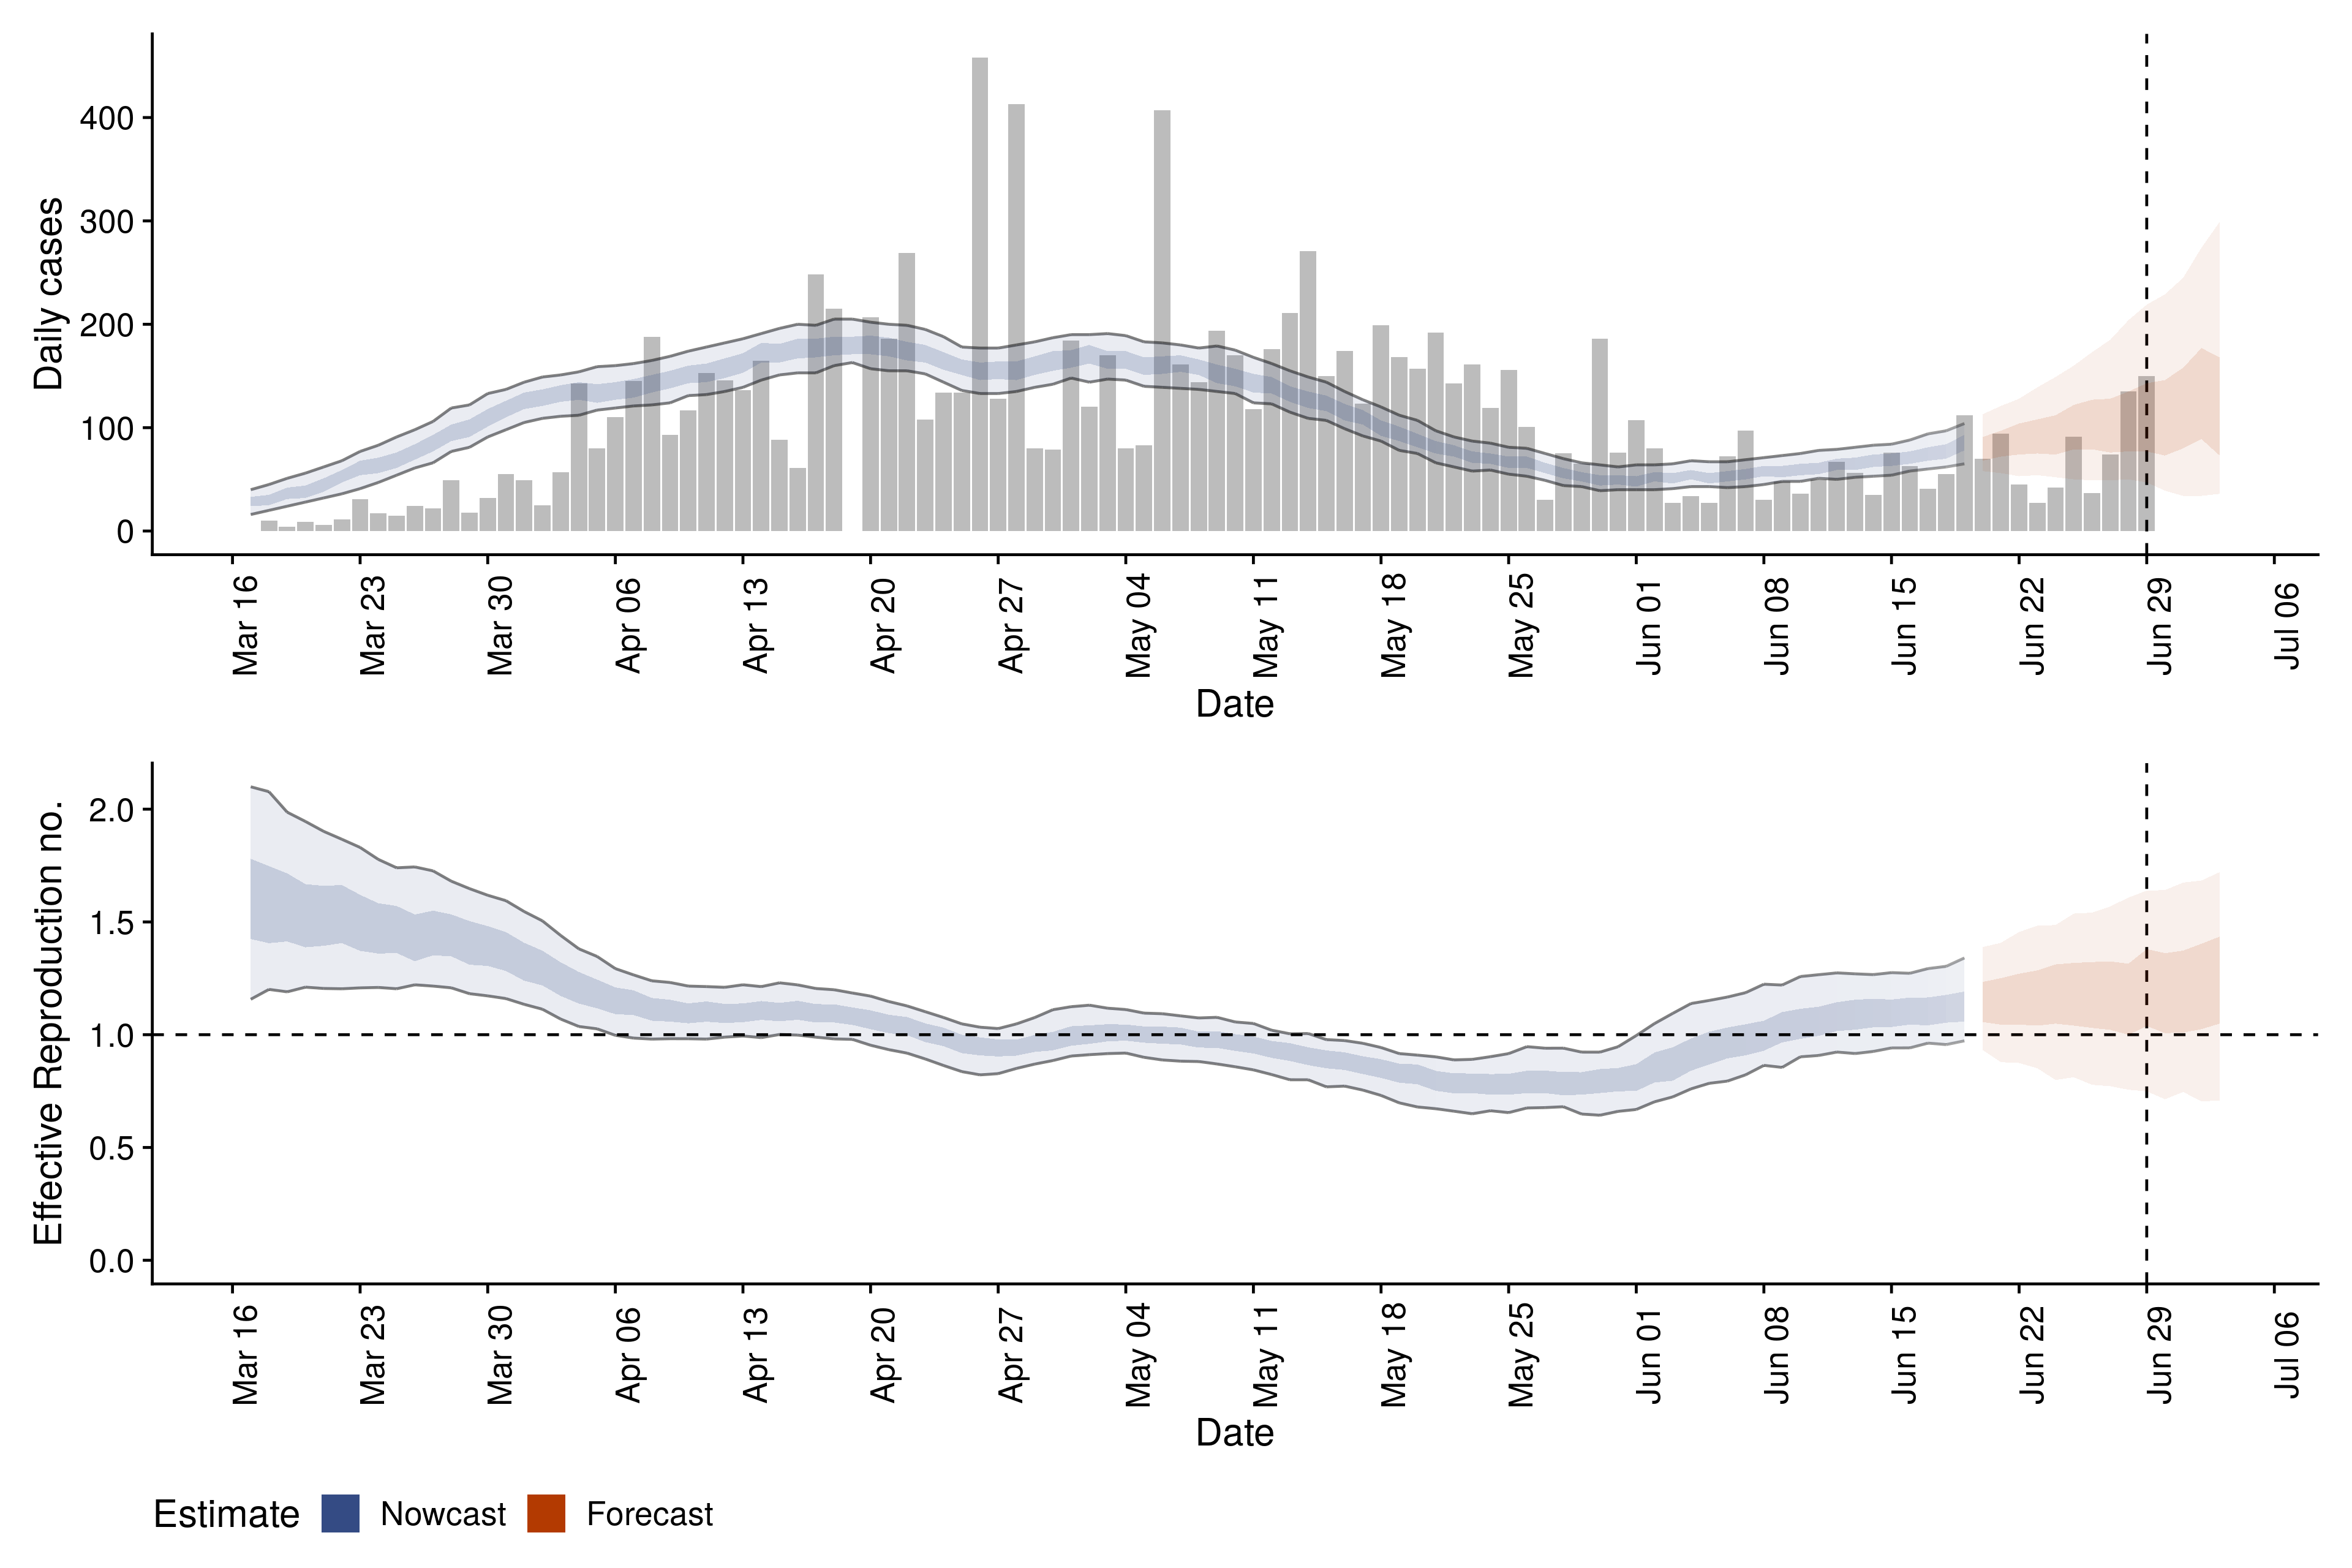 Daily cases
400
300
200
100
0
Mar 16
Mar 23
Mar 30
Apr 06
Apr 13
Apr 20
Apr 27
May 04
May 11
May 18
May 25
Jun 01
Jun 08
Jun 15
Jun 22
Jun 29
Jul 06
Date
Effective Reproduction no.
2.0
1.5
1.0
0.5
0.0
Mar 16
Mar 23
Mar 30
Apr 06
Apr 13
Apr 20
Apr 27
May 04
May 11
May 18
May 25
Jun 01
Jun 08
Jun 15
Jun 22
Jun 29
Jul 06
Date
Estimate Nowcast Forecast